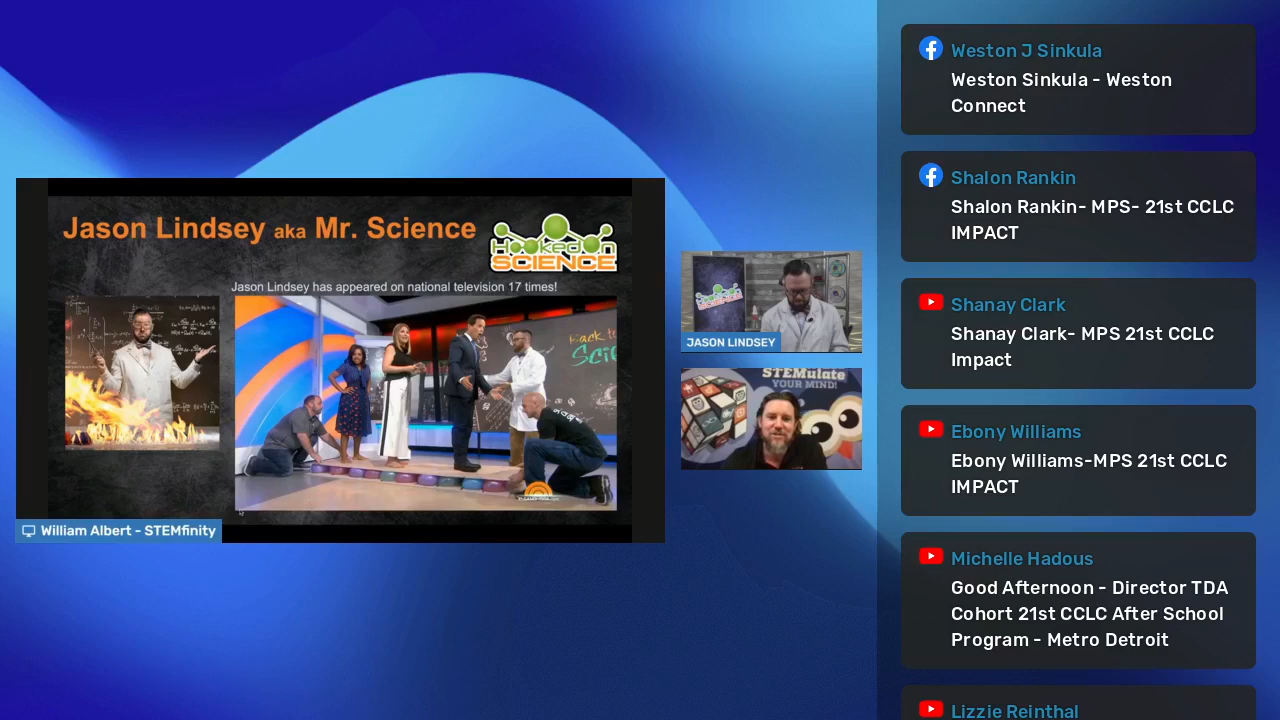 Jason Lindsey aka Mr. Science
Hooked On
SCIENCE
Jason Lindsey has appeared on national television 17 times!
Back to
Scie
William Albert - STEMfinity
JASON LINDSEY
STEMulate
YOUR MIND!
Weston J Sinkula
Weston Sinkula - Weston
Connect
Shalon Rankin
Shalon Rankin- MPS- 21st CCLC
IMPACT
Shanay Clark
Shanay Clark- MPS 21st CCLC
Impact
Ebony Williams
Ebony Williams-MPS 21st CCLC
IMPACT
Michelle Hadous
Good Afternoon - Director TDA
Cohort 21st CCLC After School
Program - Metro Detroit
Lizzie Reinthal